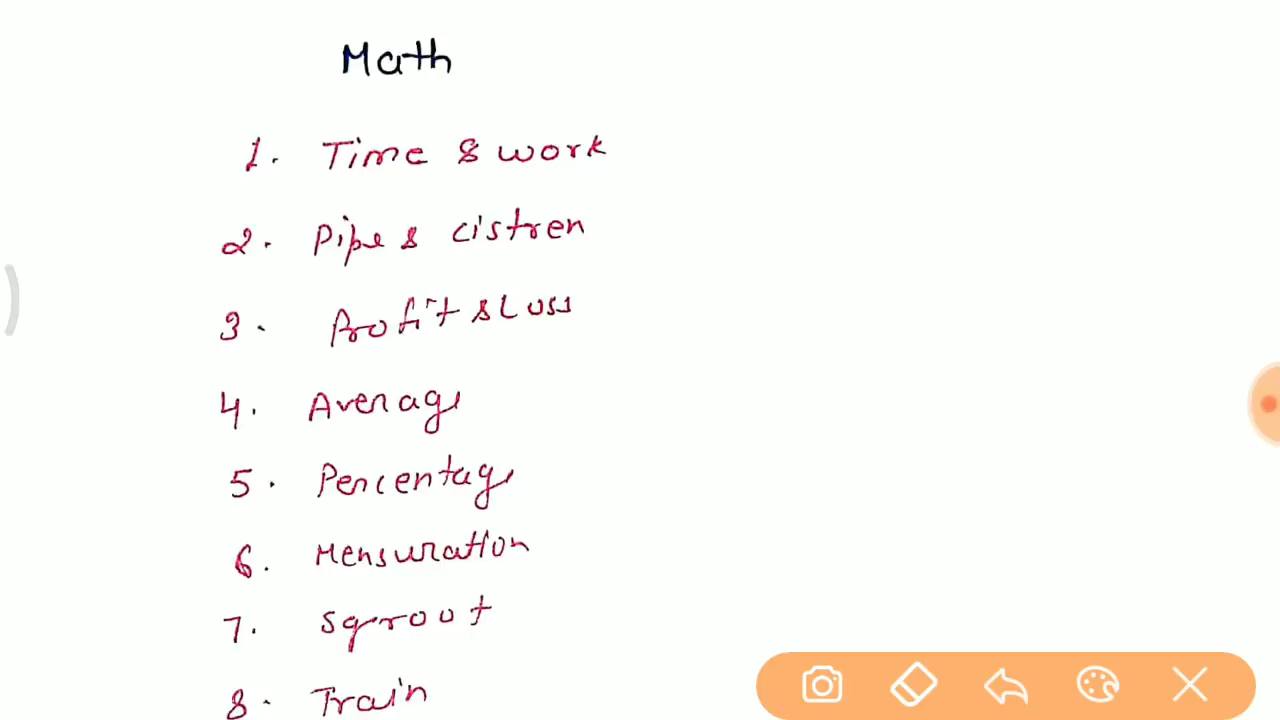 Math
1. Time & work
2. Pipe & cistren
3. Profit & Loss
4. Average
5. Percentage
6. Mensuration
7. Sqroot
8. Train